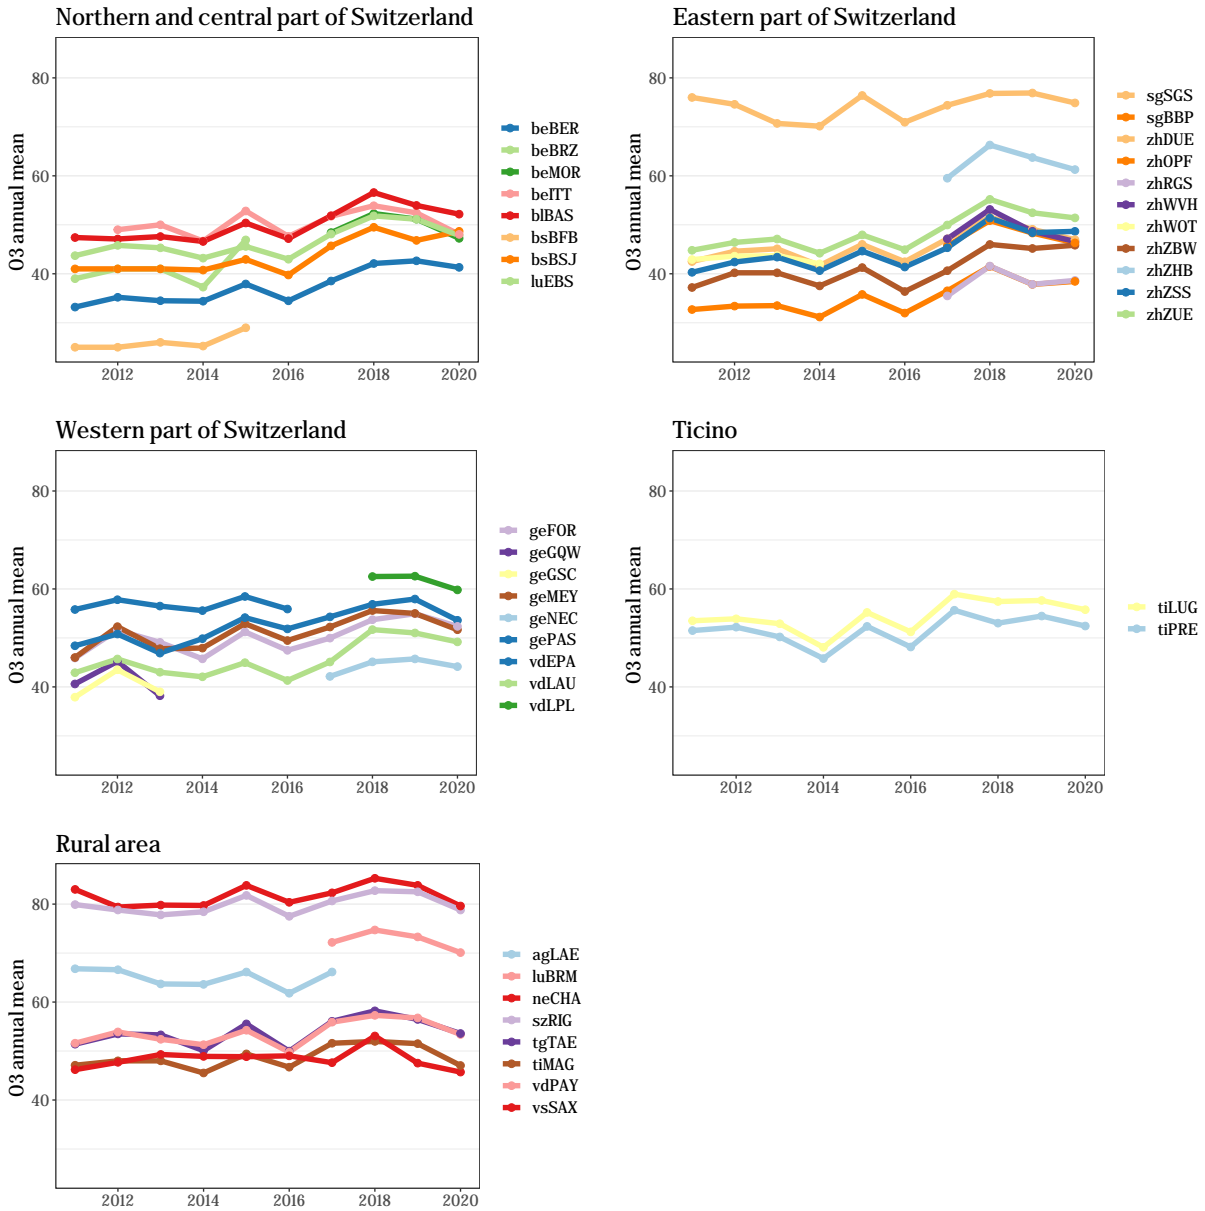 Northern and central part of Switzerland
O3 annual mean
80
60
40
2012 2014 2016 2018 2020
beBER
beBRZ
beMOR
beITT
blBAS
bsBFB
bsBSJ
luEBS
Eastern part of Switzerland
O3 annual mean
80
60
40
2012 2014 2016 2018 2020
sgSGS
sgBBP
zhDUE
zhOPF
zhRGS
zhWVH
zhWOT
zhZBW
zhZHB
zhZSS
zhZUE
Western part of Switzerland
O3 annual mean
80
60
40
2012 2014 2016 2018 2020
geFOR
geGQW
geGSC
geMEY
geNEC
gePAS
vdEPA
vdLAU
vdLPL
Ticino
O3 annual mean
80
60
40
2012 2014 2016 2018 2020
tiLUG
tiPRE
Rural area
O3 annual mean
80
60
40
2012 2014 2016 2018 2020
agLAE
luBRM
neCHA
szRIG
tgTAE
tiMAG
vdPAY
vsSAX